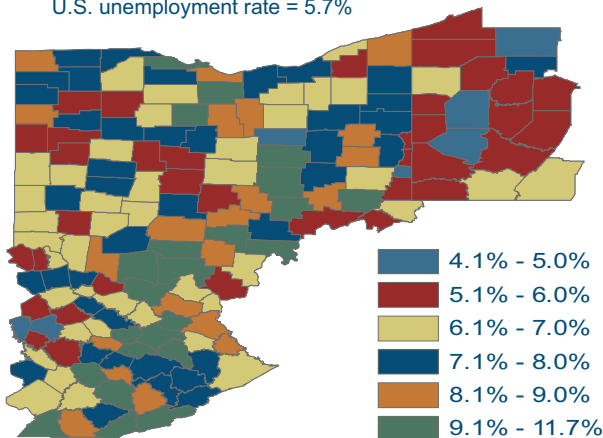 U.S. unemployment rate = 5.7%
4.1% - 5.0%
5.1% - 6.0%
6.1% - 7.0%
7.1% - 8.0%
8.1% - 9.0%
9.1% - 11.7%